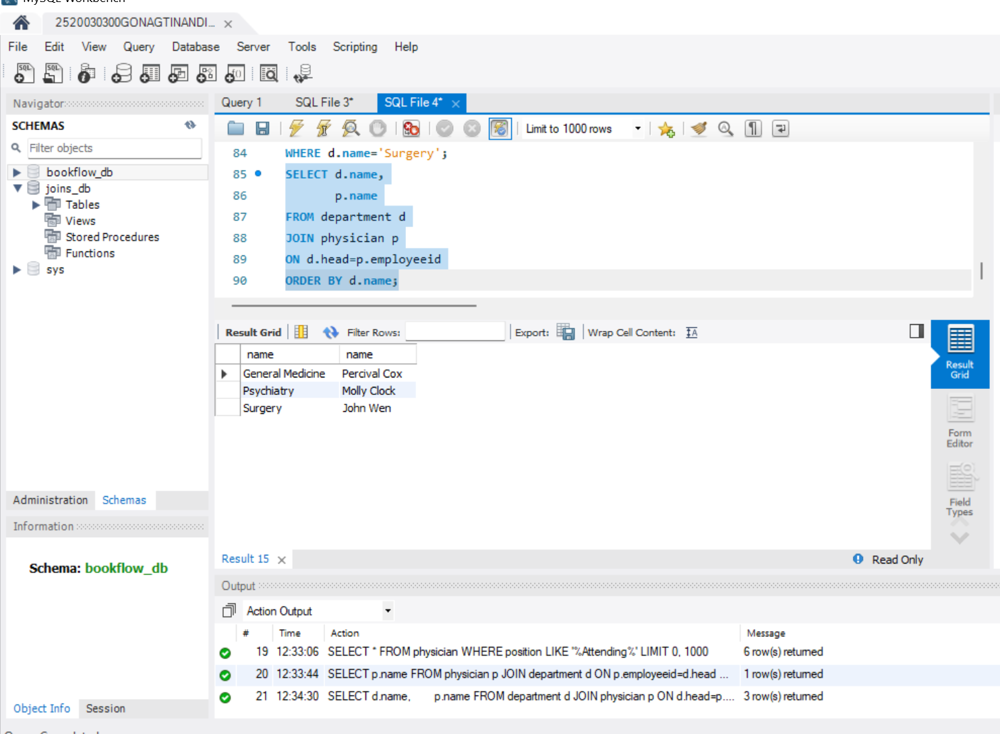 MySQL Workbench
2520030300GONAGTINANDI...
File Edit View Query Database Server Tools Scripting Help
Navigator
SCHEMAS
Filter objects
bookflow_db
joins_db
Tables
Views
Stored Procedures
Functions
sys
Administration Schemas
Information
Schema: bookflow_db
Object Info Session
Query 1 SQL File 3* SQL File 4*
Limit to 1000 rows
84 WHERE d.name='Surgery';
85 SELECT d.name,
86 p.name
87 FROM department d
88 JOIN physician p
89 ON d.head=p.employeeid
90 ORDER BY d.name;
Result Grid Filter Rows: Export: Wrap Cell Content:
name name
General Medicine Percival Cox
Psychiatry Molly Clock
Surgery John Wen
Result
Grid
Form
Editor
Field
Types
Result 15 Read Only
Output
Action Output
# Time Action Message
19 12:33:06 SELECT * FROM physician WHERE position LIKE '%Attending%' LIMIT 0, 1000 6 row(s) returned
20 12:33:44 SELECT p.name FROM physician p JOIN department d ON p.employeeid=d.head ... 1 row(s) returned
21 12:34:30 SELECT d.name, p.name FROM department d JOIN physician p ON d.head=p.... 3 row(s) returned